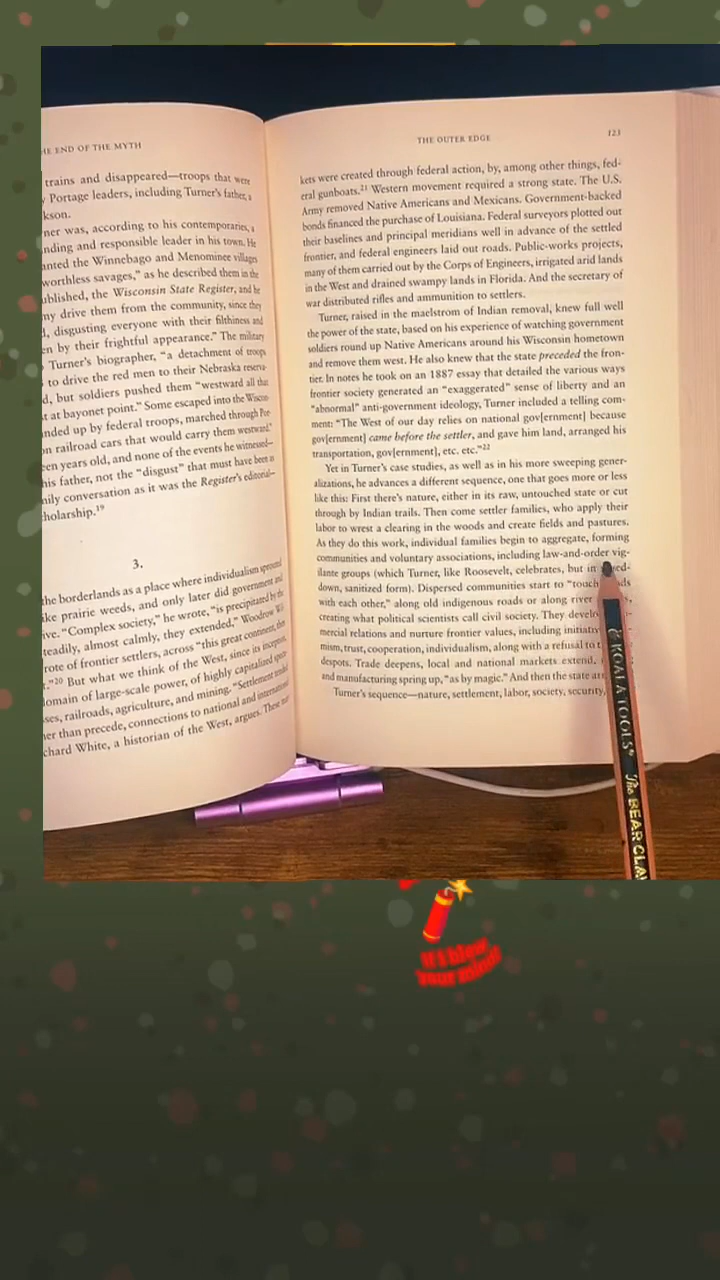 HE END OF THE MYTH
trains and disappeared—troops that were
Portage leaders, including Turner's father, a
kson.
ner was, according to his contemporaries, a
nding and responsible leader in his town. He
anted the Winnebago and Menominee villages
worthless savages," as he described them in the
ublished, the Wisconsin State Register, and he
my drive them from the community, since they
d, disgusting everyone with their filthiness and
en by their frightful appearance." The military
Turner's biographer, "a detachment of troops
to drive the red men to their Nebraska reserva-
d, but soldiers pushed them "westward all the
t at bayonet point." Some escaped into the Wiscon-
nded up by federal troops, marched through Por-
n railroad cars that would carry them westward."
een years old, and none of the events he witnessed—
his father, not the "disgust" that must have been in
ily conversation as it was the Register's editorial—
holarship.19
3.
the borderlands as a place where individualism sprouted
ike prairie weeds, and only later did government and
ive. "Complex society," he wrote, "is precipitated by the
teadily, almost calmly, they extended," Woodrow Wil-
rote of frontier settlers, across "this great continent, then
."20 But what we think of the West, since its inception,
domain of large-scale power, of highly capitalized specu-
ses, railroads, agriculture, and mining. "Settlement tended
her than precede, connections to national and international
chard White, a historian of the West, argues. These mar-
THE OUTER EDGE
123
kets were created through federal action, by, among other things, fed-
eral gunboats.21 Western movement required a strong state. The U.S.
Army removed Native Americans and Mexicans. Government-backed
bonds financed the purchase of Louisiana. Federal surveyors plotted out
their baselines and principal meridians well in advance of the settled
frontier, and federal engineers laid out roads. Public-works projects,
many of them carried out by the Corps of Engineers, irrigated arid lands
in the West and drained swampy lands in Florida. And the secretary of
war distributed rifles and ammunition to settlers.
Turner, raised in the maelstrom of Indian removal, knew full well
the power of the state, based on his experience of watching government
soldiers round up Native Americans around his Wisconsin hometown
and remove them west. He also knew that the state preceded the fron-
tier. In notes he took on an 1887 essay that detailed the various ways
frontier society generated an "exaggerated" sense of liberty and an
"abnormal" anti-government ideology, Turner included a telling com-
ment: "The West of our day relies on national gov[ernment] because
gov[ernment] came before the settler, and gave him land, arranged his
transportation, gov[ernment], etc. etc."22
Yet in Turner's case studies, as well as in his more sweeping gener-
alizations, he advances a different sequence, one that goes more or less
like this: First there's nature, either in its raw, untouched state or cut
through by Indian trails. Then come settler families, who apply their
labor to wrest a clearing in the woods and create fields and pastures.
As they do this work, individual families begin to aggregate, forming
communities and voluntary associations, including law-and-order vig-
ilante groups (which Turner, like Roosevelt, celebrates, but in
down, sanitized form). Dispersed communities start to "touch
with each other," along old indigenous roads or along river
creating what political scientists call civil society. They
mercial relations and nurture frontier values, including
mism, trust, cooperation, individualism, along with a refusal to
despots. Trade deepens, local and national markets extend,
and manufacturing spring up, "as by magic." And then the state
Turner's sequence—nature, settlement, labor, society, security,
KOALA TOOLS
The BEAR CLAW
It'll blow
your mind!